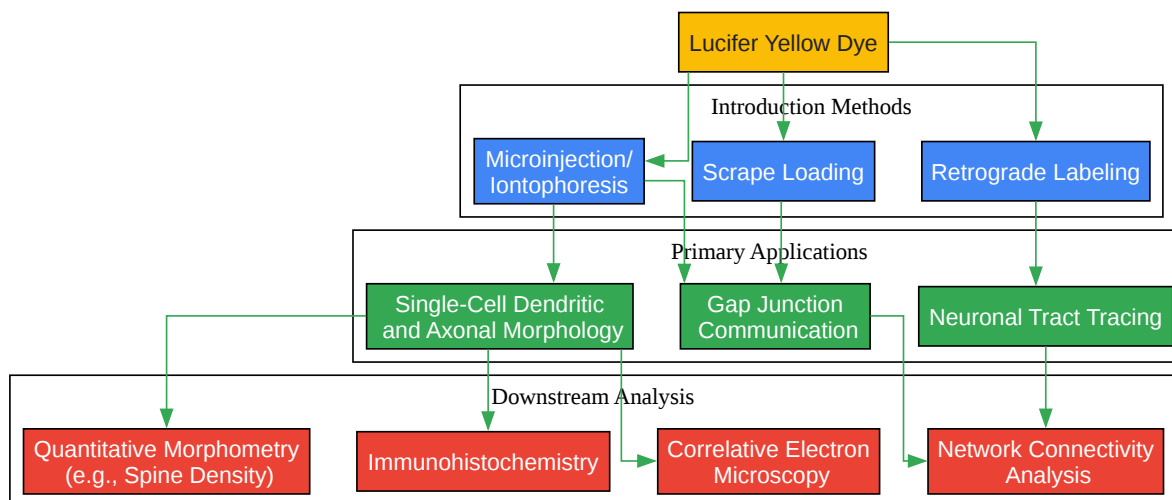 Lucifer Yellow Dye
Introduction Methods
Microinjection/
Iontophoresis
Scrape Loading
Retrograde Labeling
Primary Applications
Single-Cell Dendritic
and Axonal Morphology
Gap Junction
Communication
Neuronal Tract Tracing
Downstream Analysis
Quantitative Morphometry
(e.g., Spine Density)
Immunohistochemistry
Correlative Electron
Microscopy
Network Connectivity
Analysis